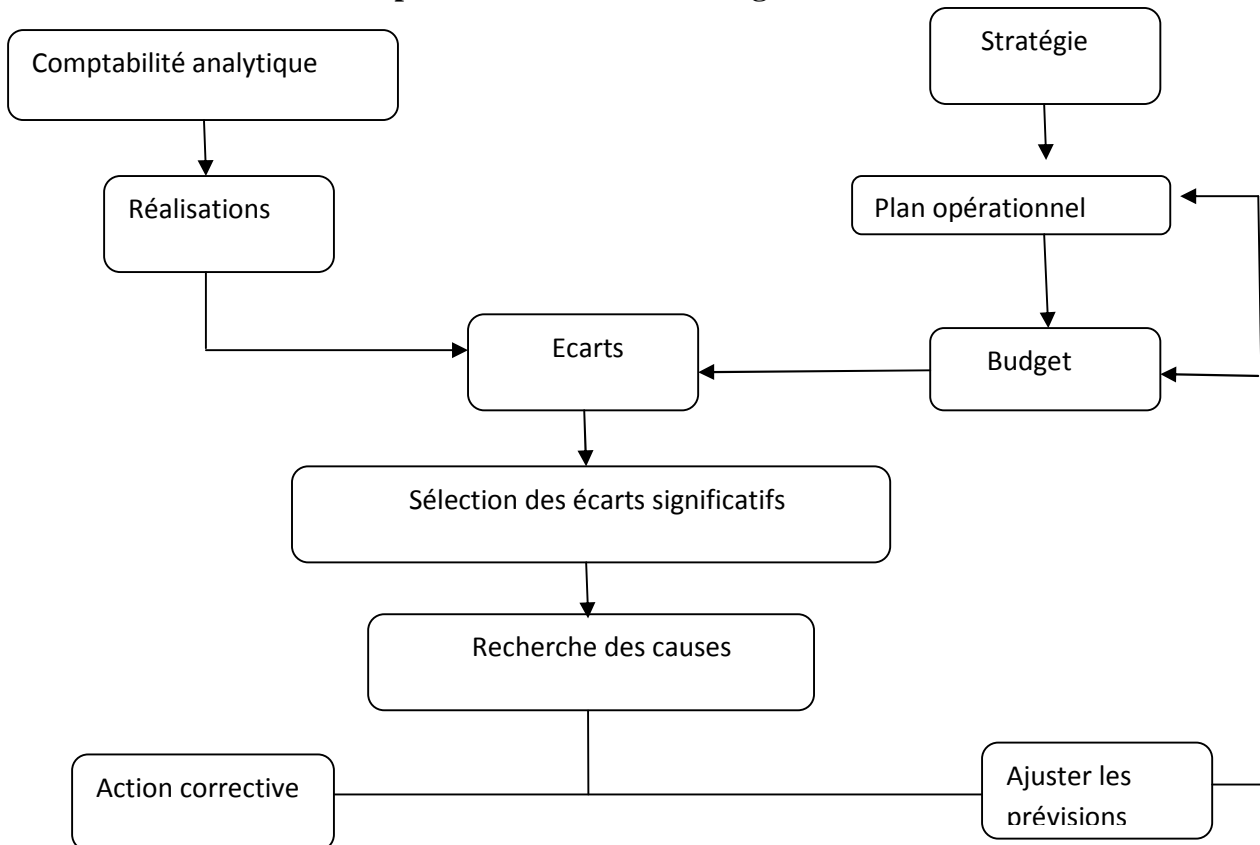 Comptabilité analytique
Stratégie
Réalisations
Plan opérationnel
Ecarts
Budget
Sélection des écarts significatifs
Recherche des causes
Action corrective
Ajuster les
prévisions